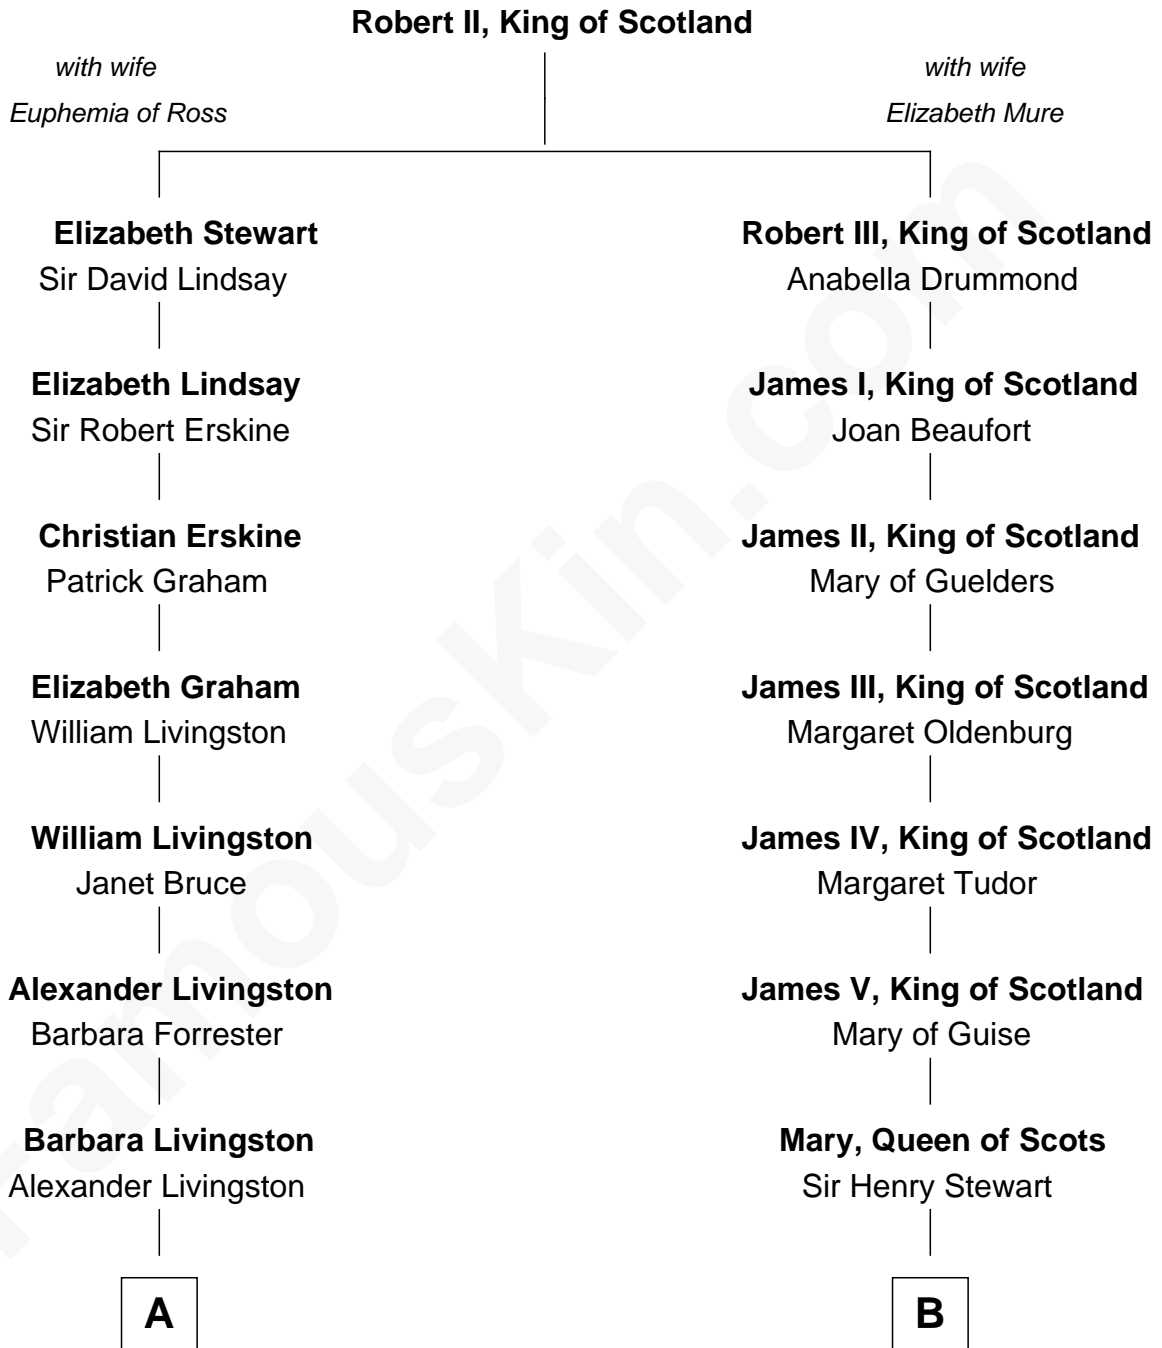 Robert II, King of Scotland
with wife
Euphemia of Ross
with wife
Elizabeth Mure
Elizabeth Stewart
Sir David Lindsay
Robert III, King of Scotland
Anabella Drummond
Elizabeth Lindsay
Sir Robert Erskine
James I, King of Scotland
Joan Beaufort
Christian Erskine
Patrick Graham
James II, King of Scotland
Mary of Guelders
Elizabeth Graham
William Livingston
James III, King of Scotland
Margaret Oldenburg
William Livingston
Janet Bruce
James IV, King of Scotland
Margaret Tudor
Alexander Livingston
Barbara Forrester
James V, King of Scotland
Mary of Guise
Barbara Livingston
Alexander Livingston
Mary, Queen of Scots
Sir Henry Stewart
A
B
FamousKin.com